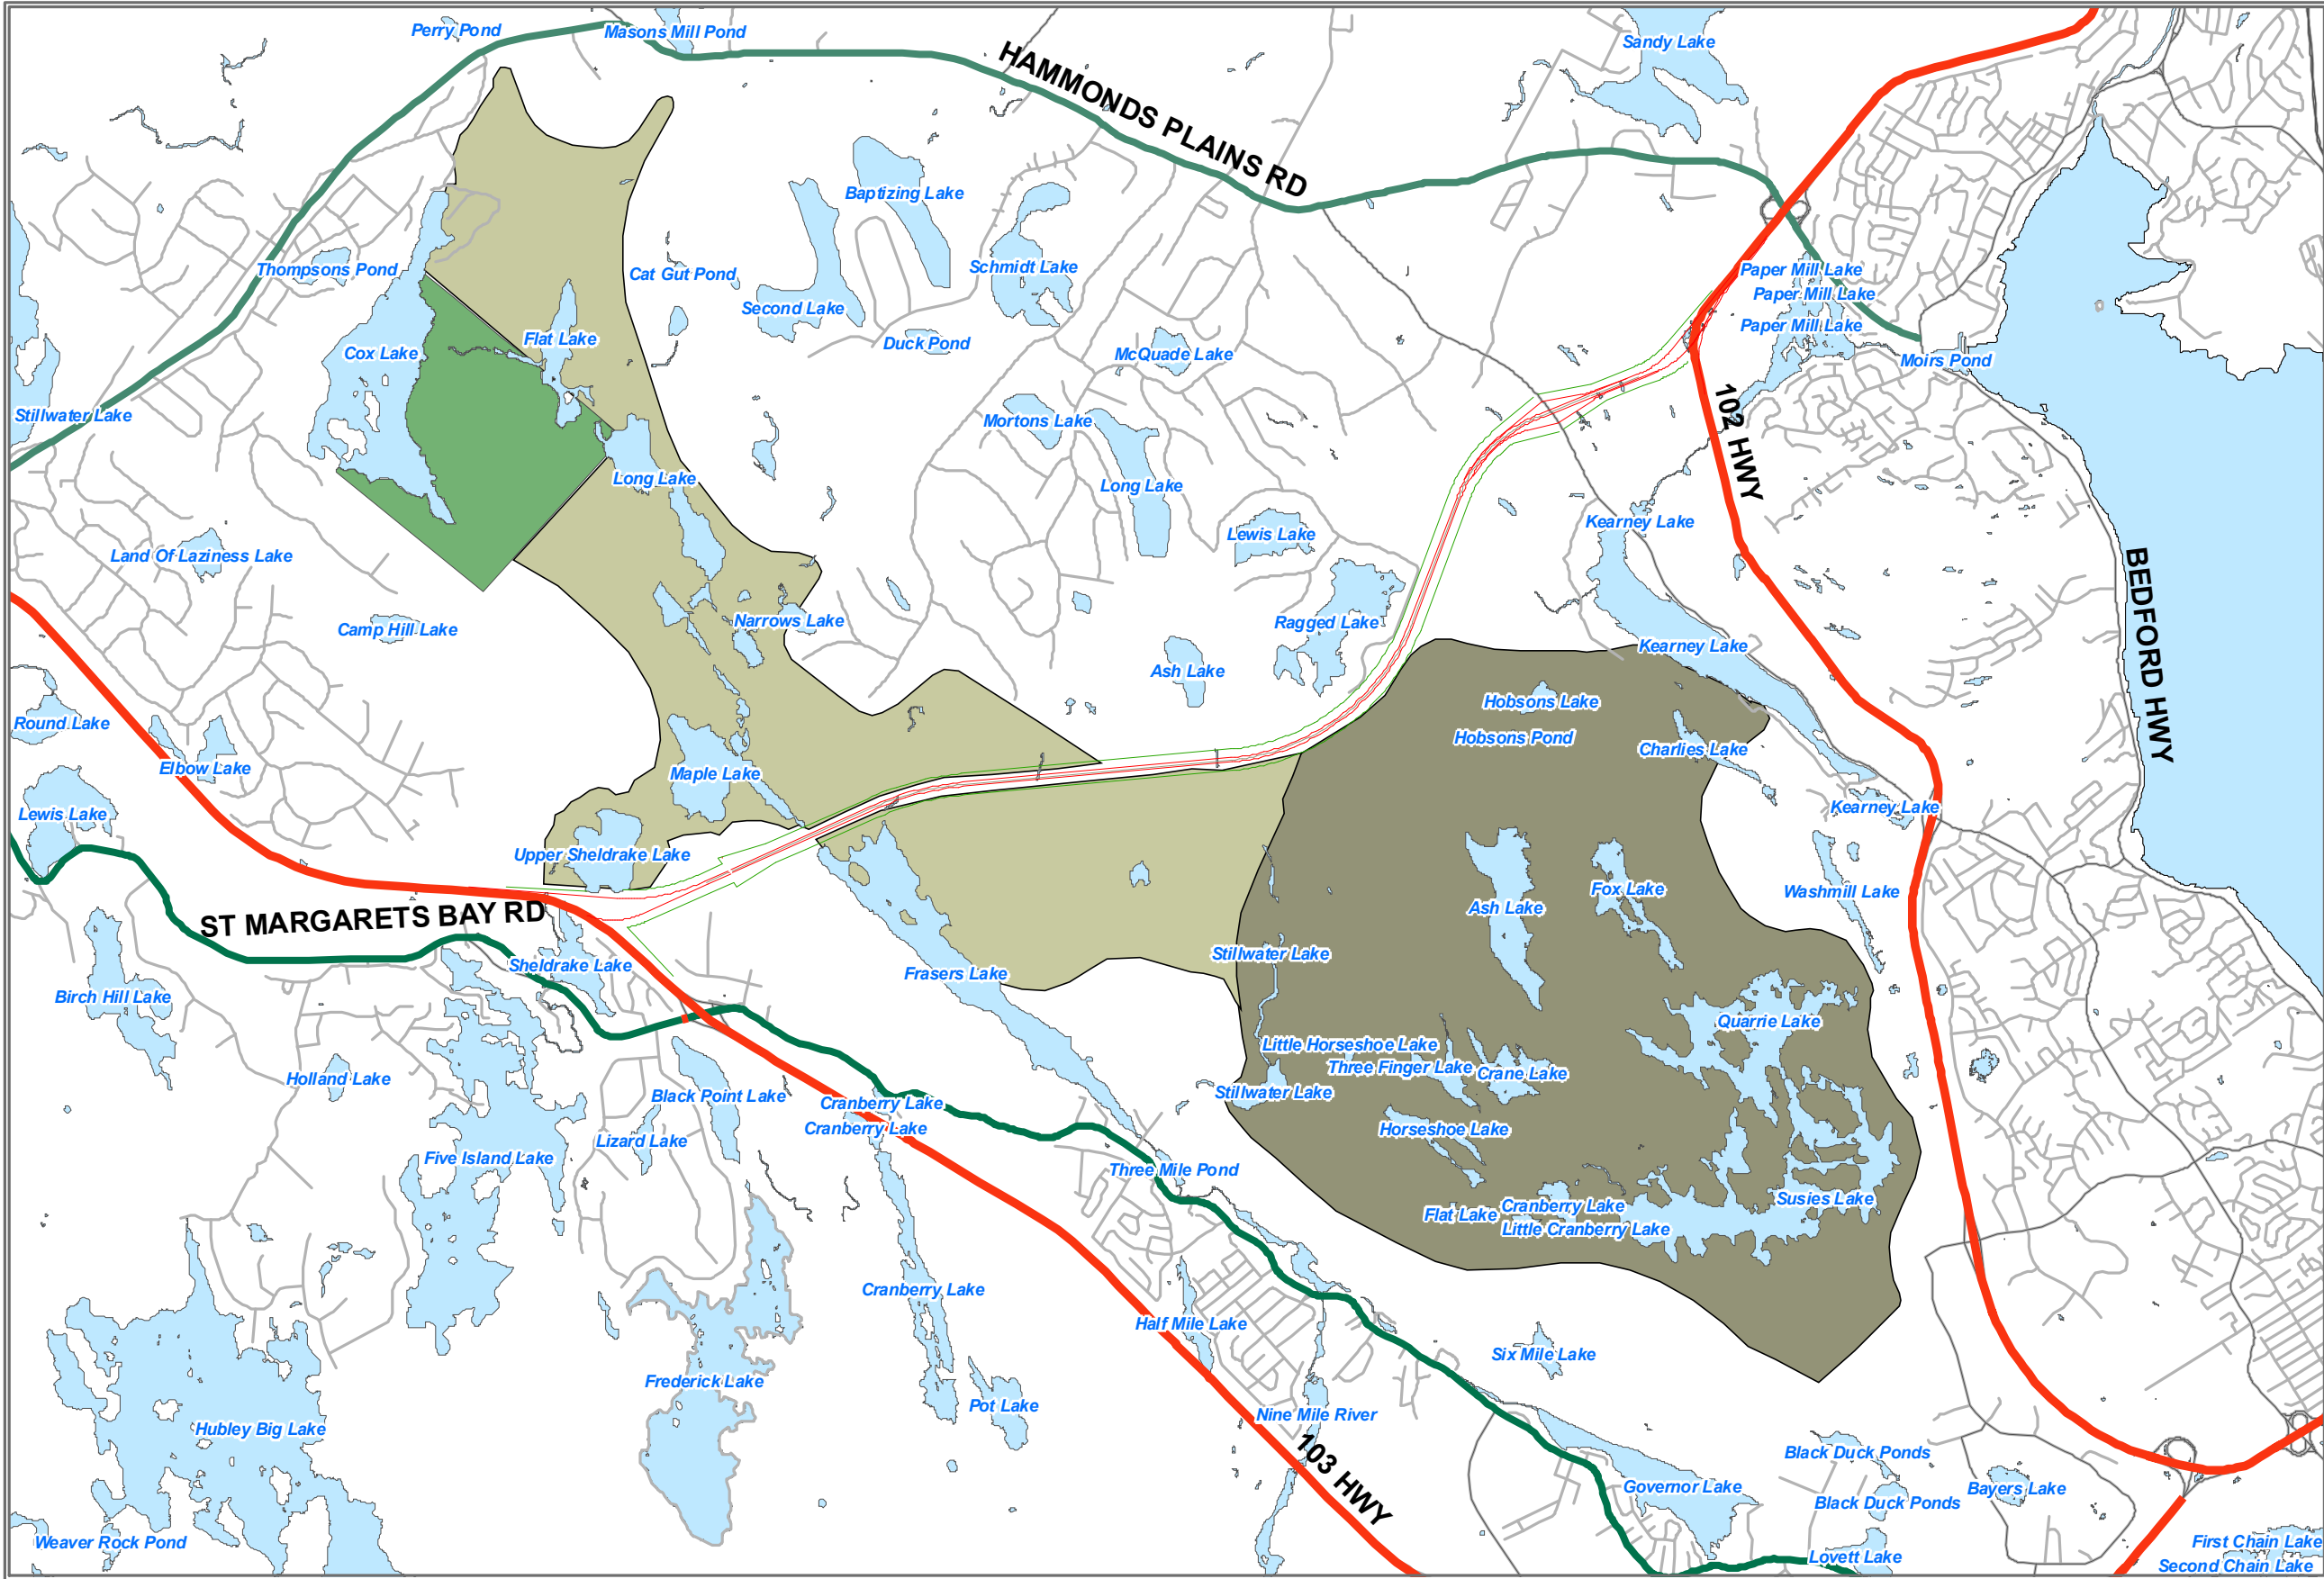 Perry Pond
Masons Mill Pond
Sandy Lake
HAMMONDS PLAINS RD
Baptizing Lake
Thompsons Pond
Cat Gut Pond
Schmidt Lake
Paper Mill Lake
Paper Mill Lake
Second Lake
Paper Mill Lake
Flat Lake
Duck Pond
Cox Lake
McQuade Lake
Moirs Pond
Stillwater Lake
Mortons Lake
102 HWY
Long Lake
Long Lake
Kearney Lake
Lewis Lake
Land Of Laziness Lake
Narrows Lake
Ragged Lake
Camp Hill Lake
Kearney Lake
BEDFORD HWY
Ash Lake
Hobsons Lake
Round Lake
Hobsons Pond
Charlies Lake
Elbow Lake
Maple Lake
Kearney Lake
Lewis Lake
Upper Sheldrake Lake
Fox Lake
Washmill Lake
Ash Lake
ST MARGARETS BAY RD
Stillwater Lake
Sheldrake Lake
Frasers Lake
Birch Hill Lake
Quarrie Lake
Little Horseshoe Lake
Three Finger Lake
Crane Lake
Holland Lake
Stillwater Lake
Black Point Lake
Cranberry Lake
Cranberry Lake
Horseshoe Lake
Lizard Lake
Five Island Lake
Three Mile Pond
Susies Lake
Cranberry Lake
Flat Lake
Little Cranberry Lake
Cranberry Lake
Half Mile Lake
Six Mile Lake
Frederick Lake
Pot Lake
Nine Mile River
Hubley Big Lake
103 HWY
Black Duck Ponds
Governor Lake
Bayers Lake
Black Duck Ponds
Weaver Rock Pond
First Chain Lake
Lovett Lake
Second Chain Lake